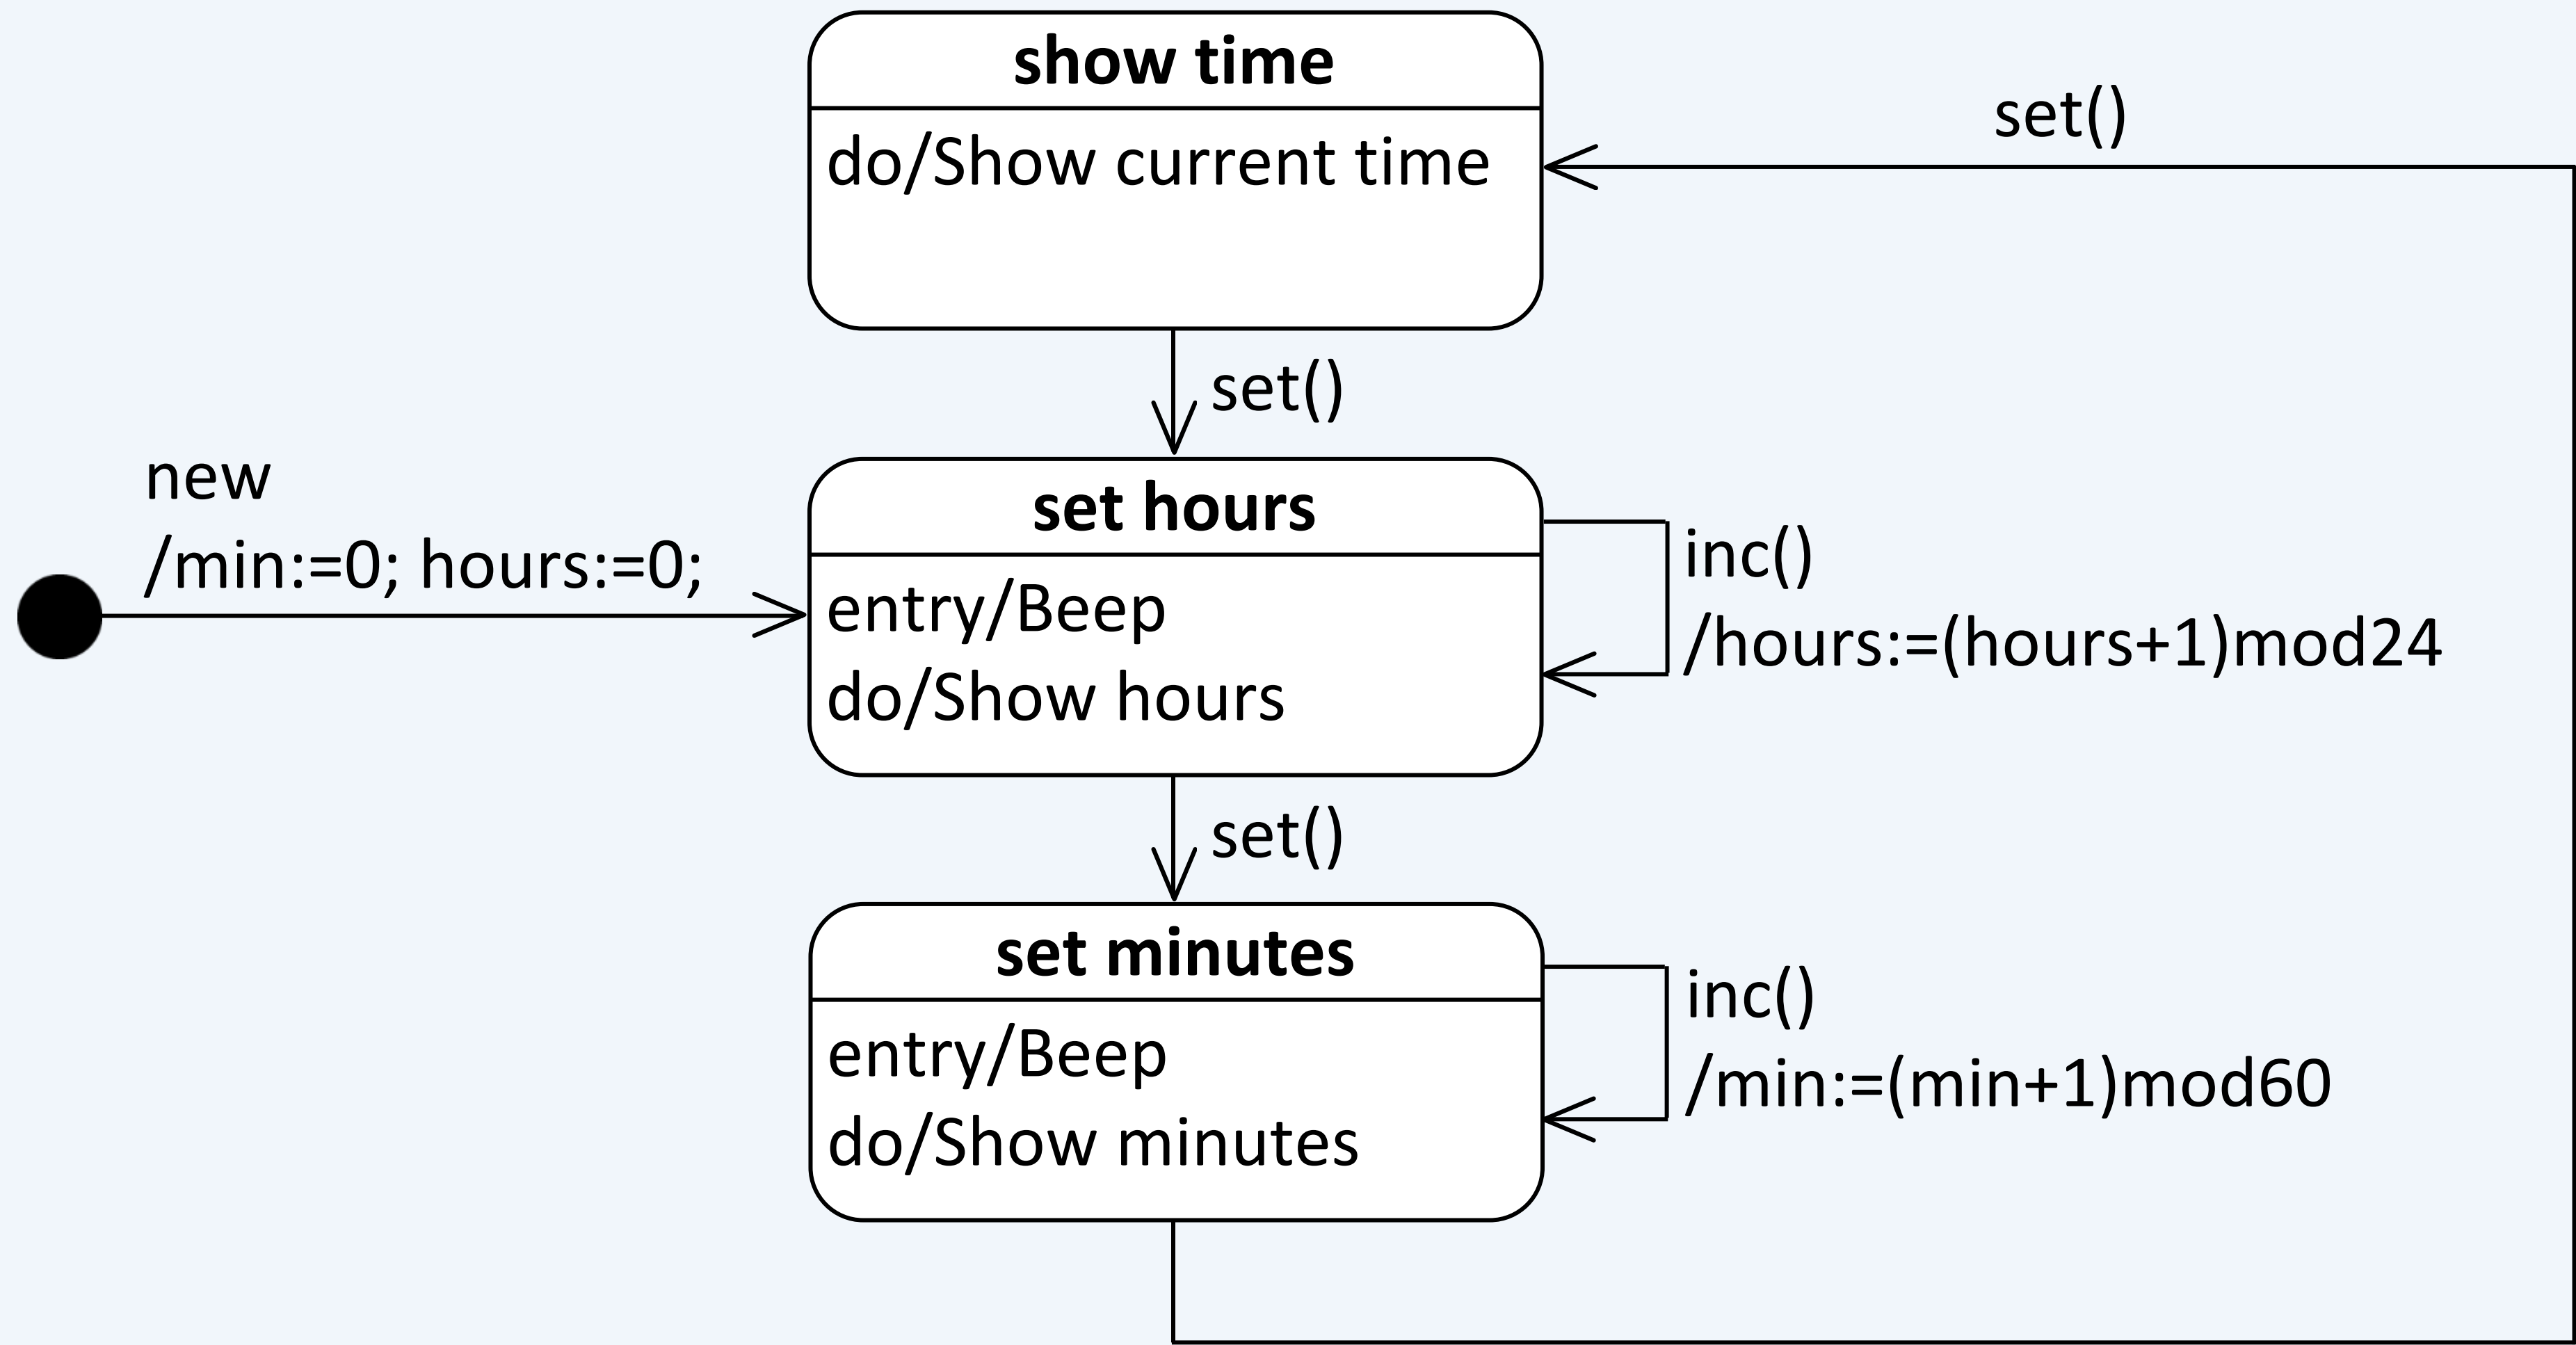 show time
do/Show current time
set()
set()
new
/min:=0; hours:=0;
set hours
entry/Beep
do/Show hours
inc()
/hours:=(hours+1)mod24
set()
set minutes
entry/Beep
do/Show minutes
inc()
/min:=(min+1)mod60